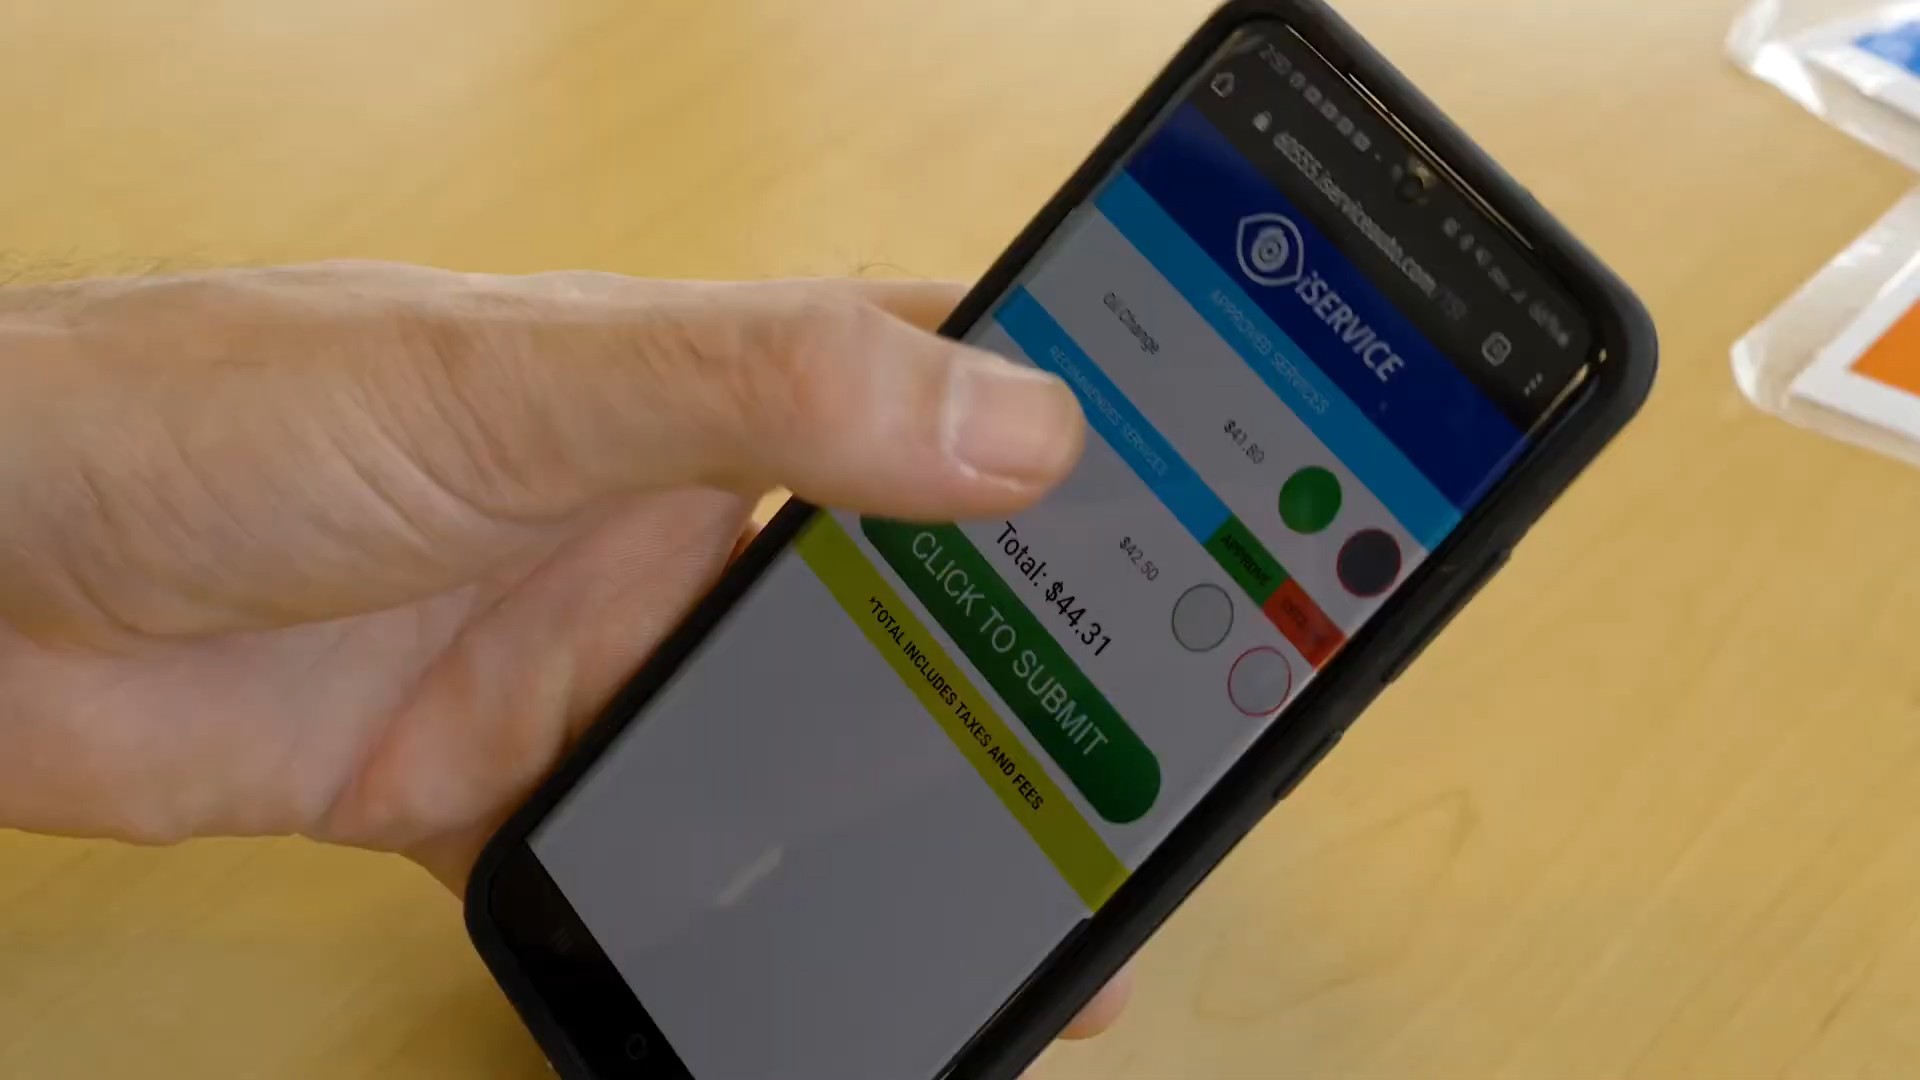 iSERVICE
APPROVED SERVICES
Oil Change
$41.80
RECOMMENDED SERVICES
APPROVE
$42.50
Total: $44.31
CLICK TO SUBMIT
*TOTAL INCLUDES TAXES AND FEES